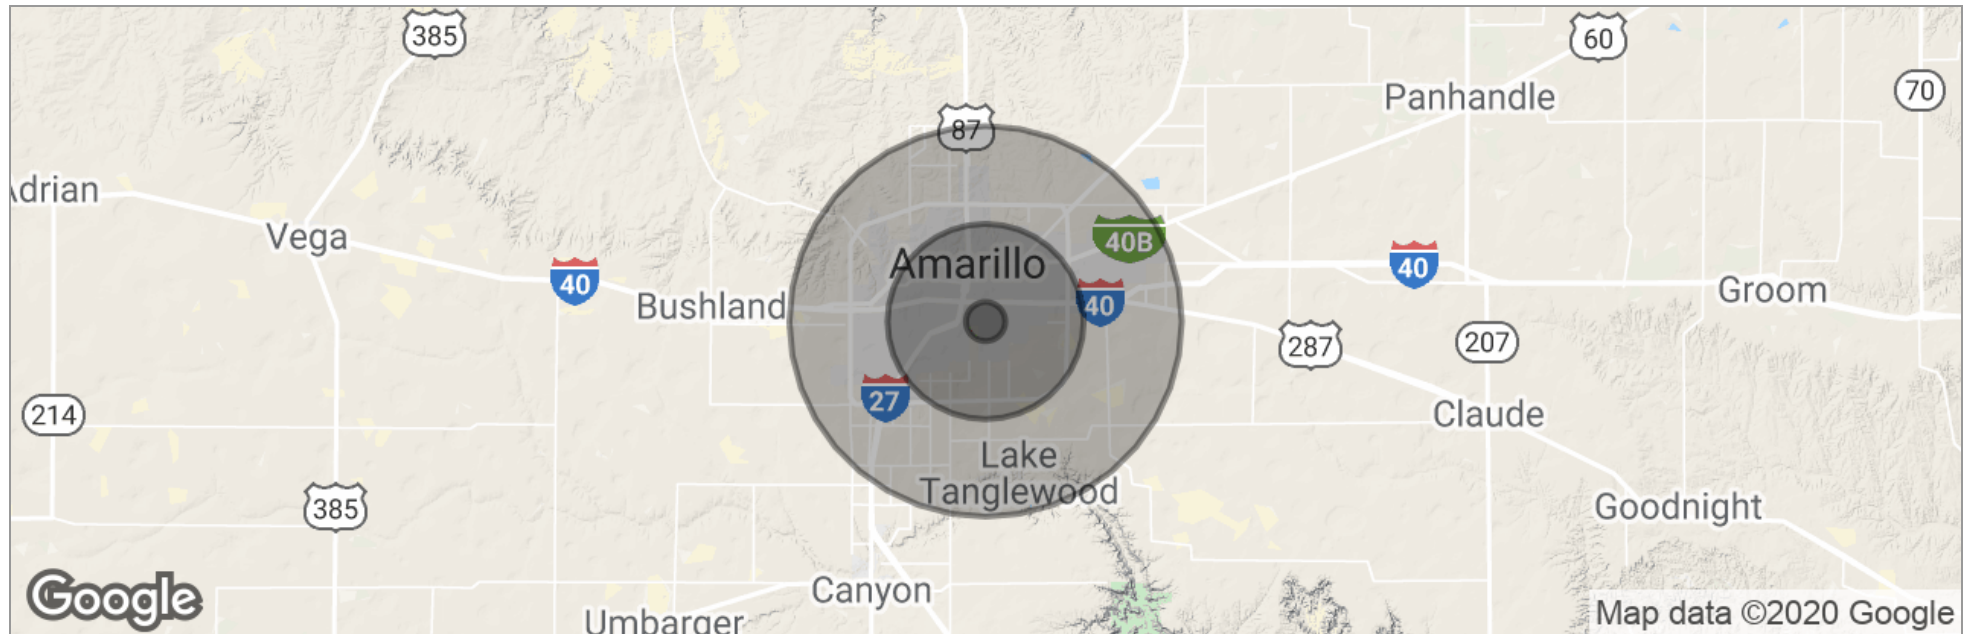 385
60
70
Panhandle
87
Adrian
Vega
40B
Amarillo
40
40
Bushland
40
Groom
287
207
27
214
Claude
Lake
Tanglewood
385
Goodnight
Canyon
Google
Umbarger
Map data ©2020 Google